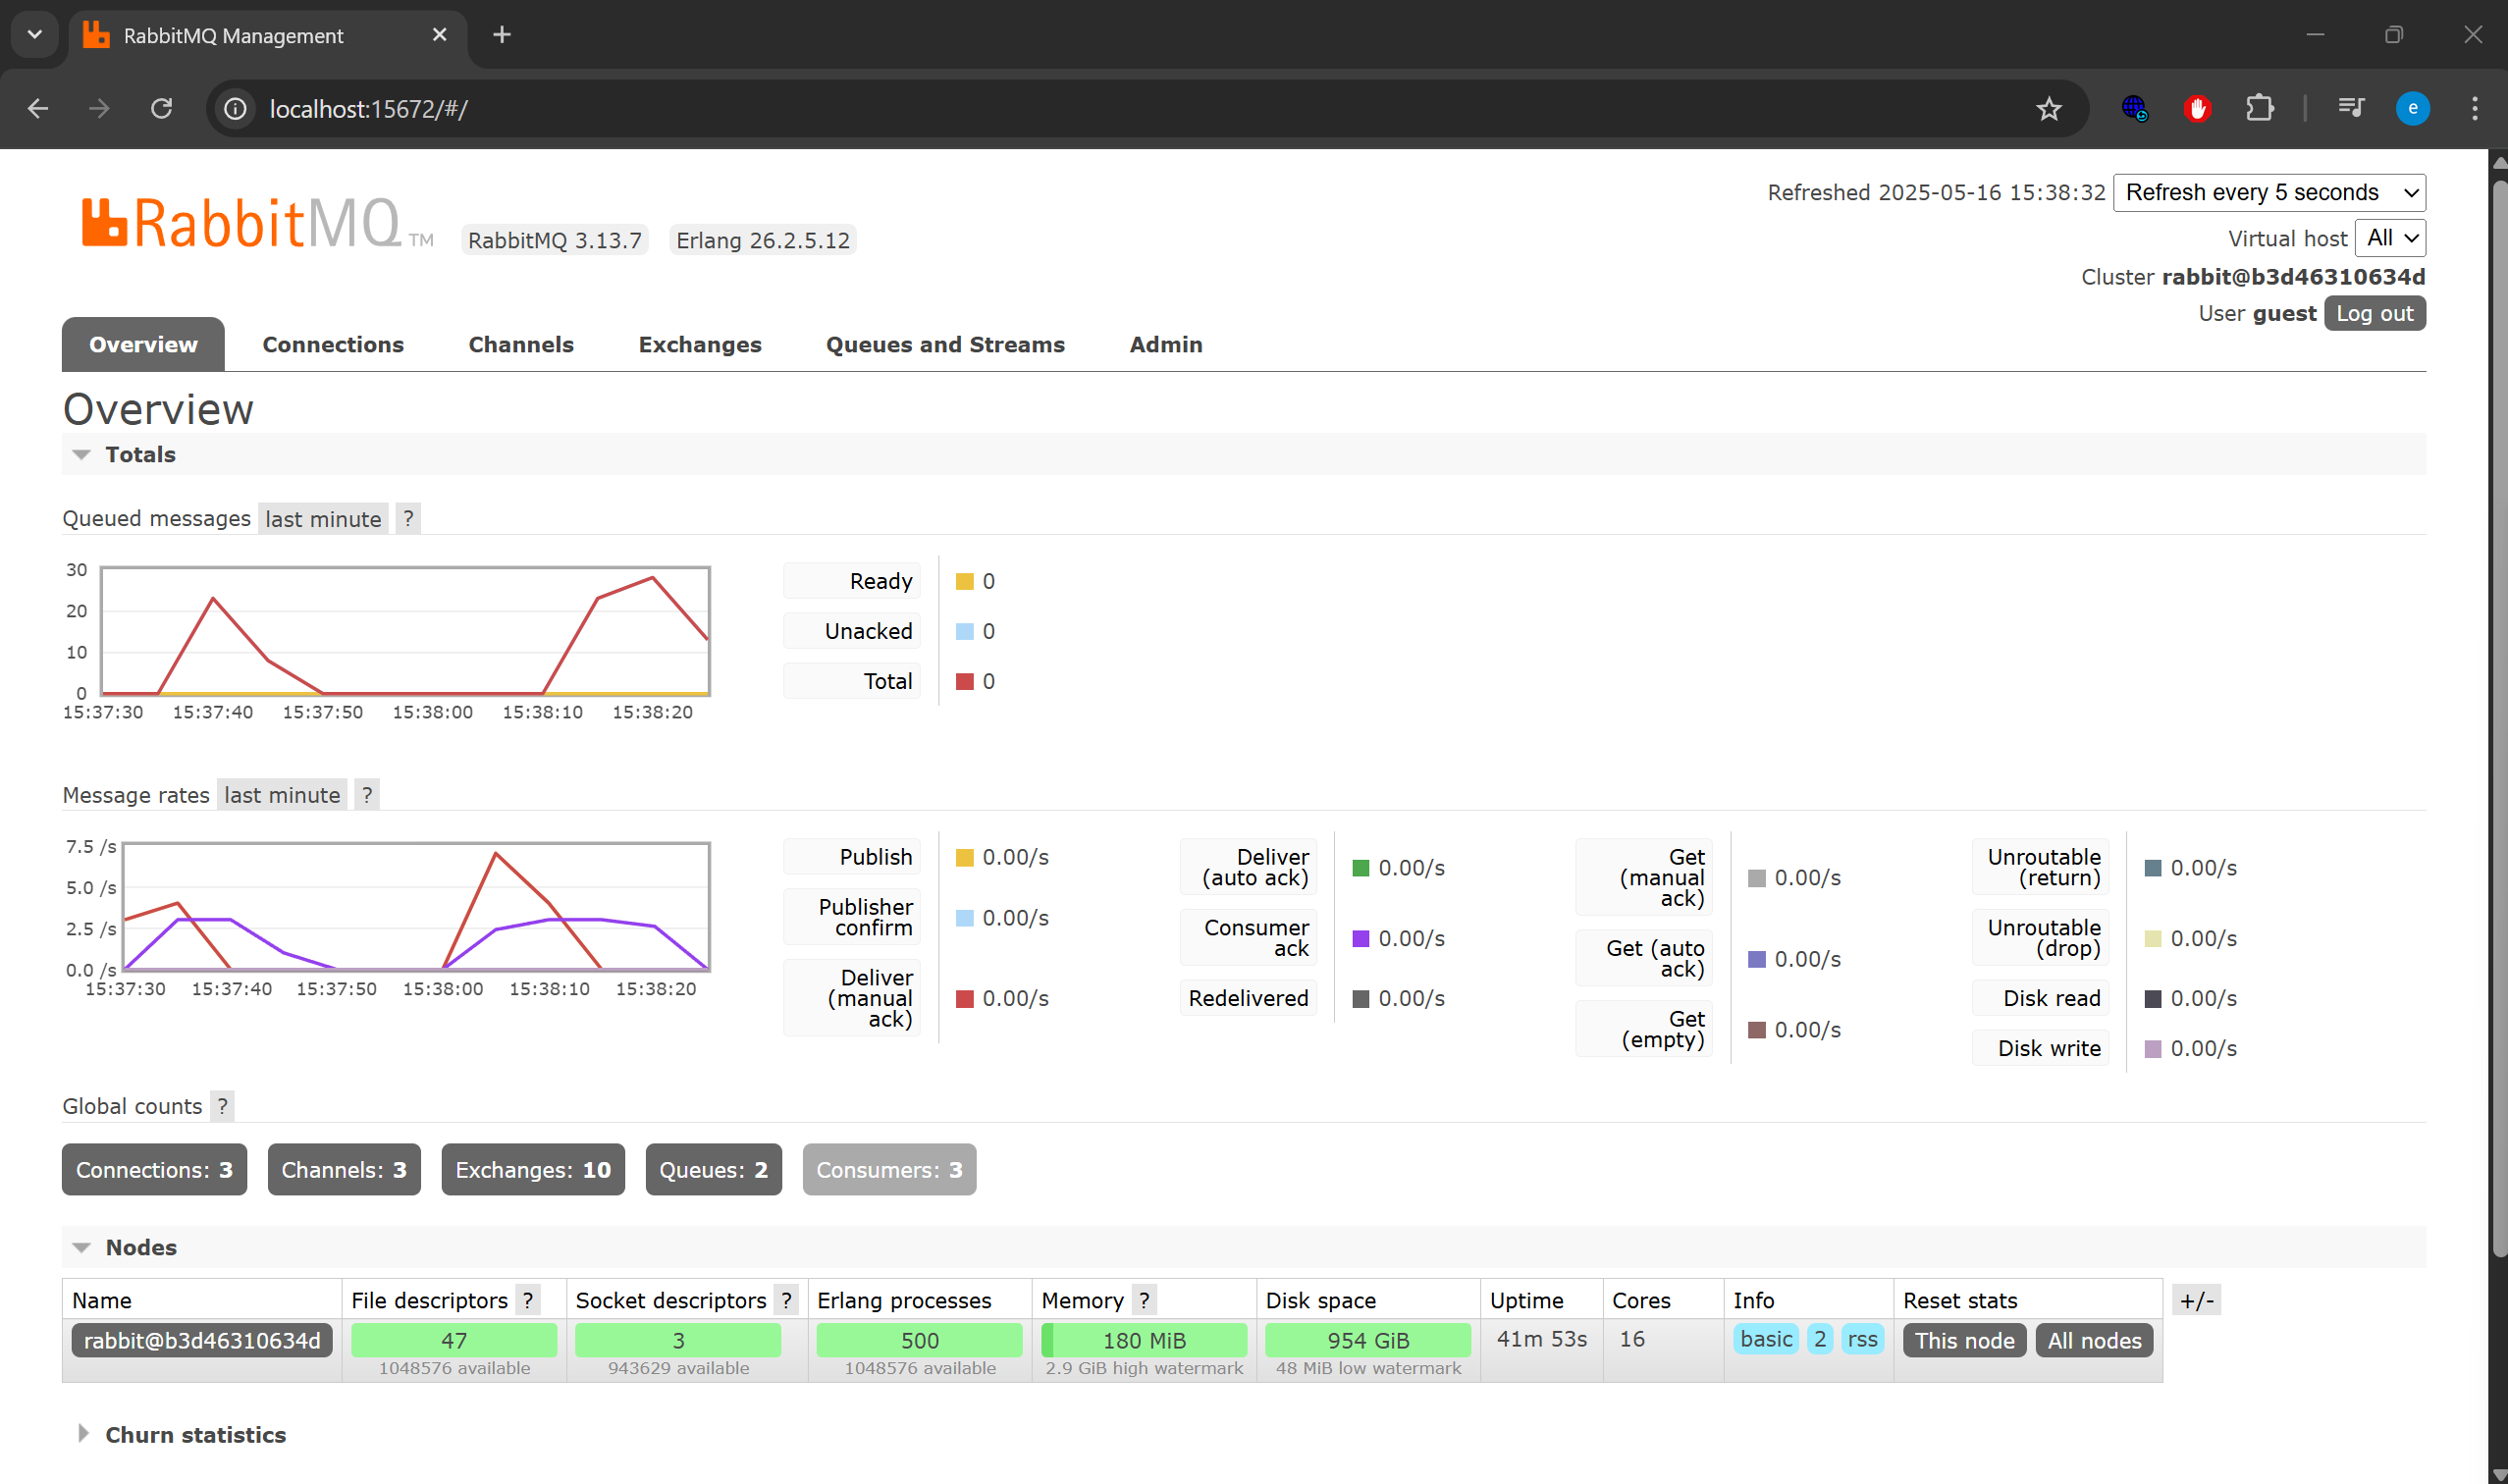 RabbitMQ Management
localhost:15672/#/
e
RabbitMQ TM
RabbitMQ 3.13.7 Erlang 26.2.5.12
Refreshed 2025-05-16 15:38:32 Refresh every 5 seconds
Virtual host All
Cluster rabbit@b3d46310634d
User guest Log out
Overview Connections Channels Exchanges Queues and Streams Admin
Overview
Totals
Queued messages last minute ?
30
20
10
0
15:37:30 15:37:40 15:37:50 15:38:00 15:38:10 15:38:20
Ready 0
Unacked 0
Total 0
Message rates last minute ?
7.5 /s
5.0 /s
2.5 /s
0.0 /s
15:37:30 15:37:40 15:37:50 15:38:00 15:38:10 15:38:20
Publish 0.00/s
Publisher
confirm 0.00/s
Deliver
(manual
ack) 0.00/s
Deliver
(auto ack) 0.00/s
Consumer
ack 0.00/s
Redelivered 0.00/s
Get
(manual
ack) 0.00/s
Get (auto
ack) 0.00/s
Get
(empty) 0.00/s
Unroutable
(return) 0.00/s
Unroutable
(drop) 0.00/s
Disk read 0.00/s
Disk write 0.00/s
Global counts ?
Connections: 3 Channels: 3 Exchanges: 10 Queues: 2 Consumers: 3
Nodes
Name File descriptors ? Socket descriptors ? Erlang processes Memory ? Disk space Uptime Cores Info Reset stats +/-
rabbit@b3d46310634d 47 3 500 180 MiB 954 GiB 41m 53s 16 basic 2 rss This node All nodes
1048576 available 943629 available 1048576 available 2.9 GiB high watermark 48 MiB low watermark
Churn statistics